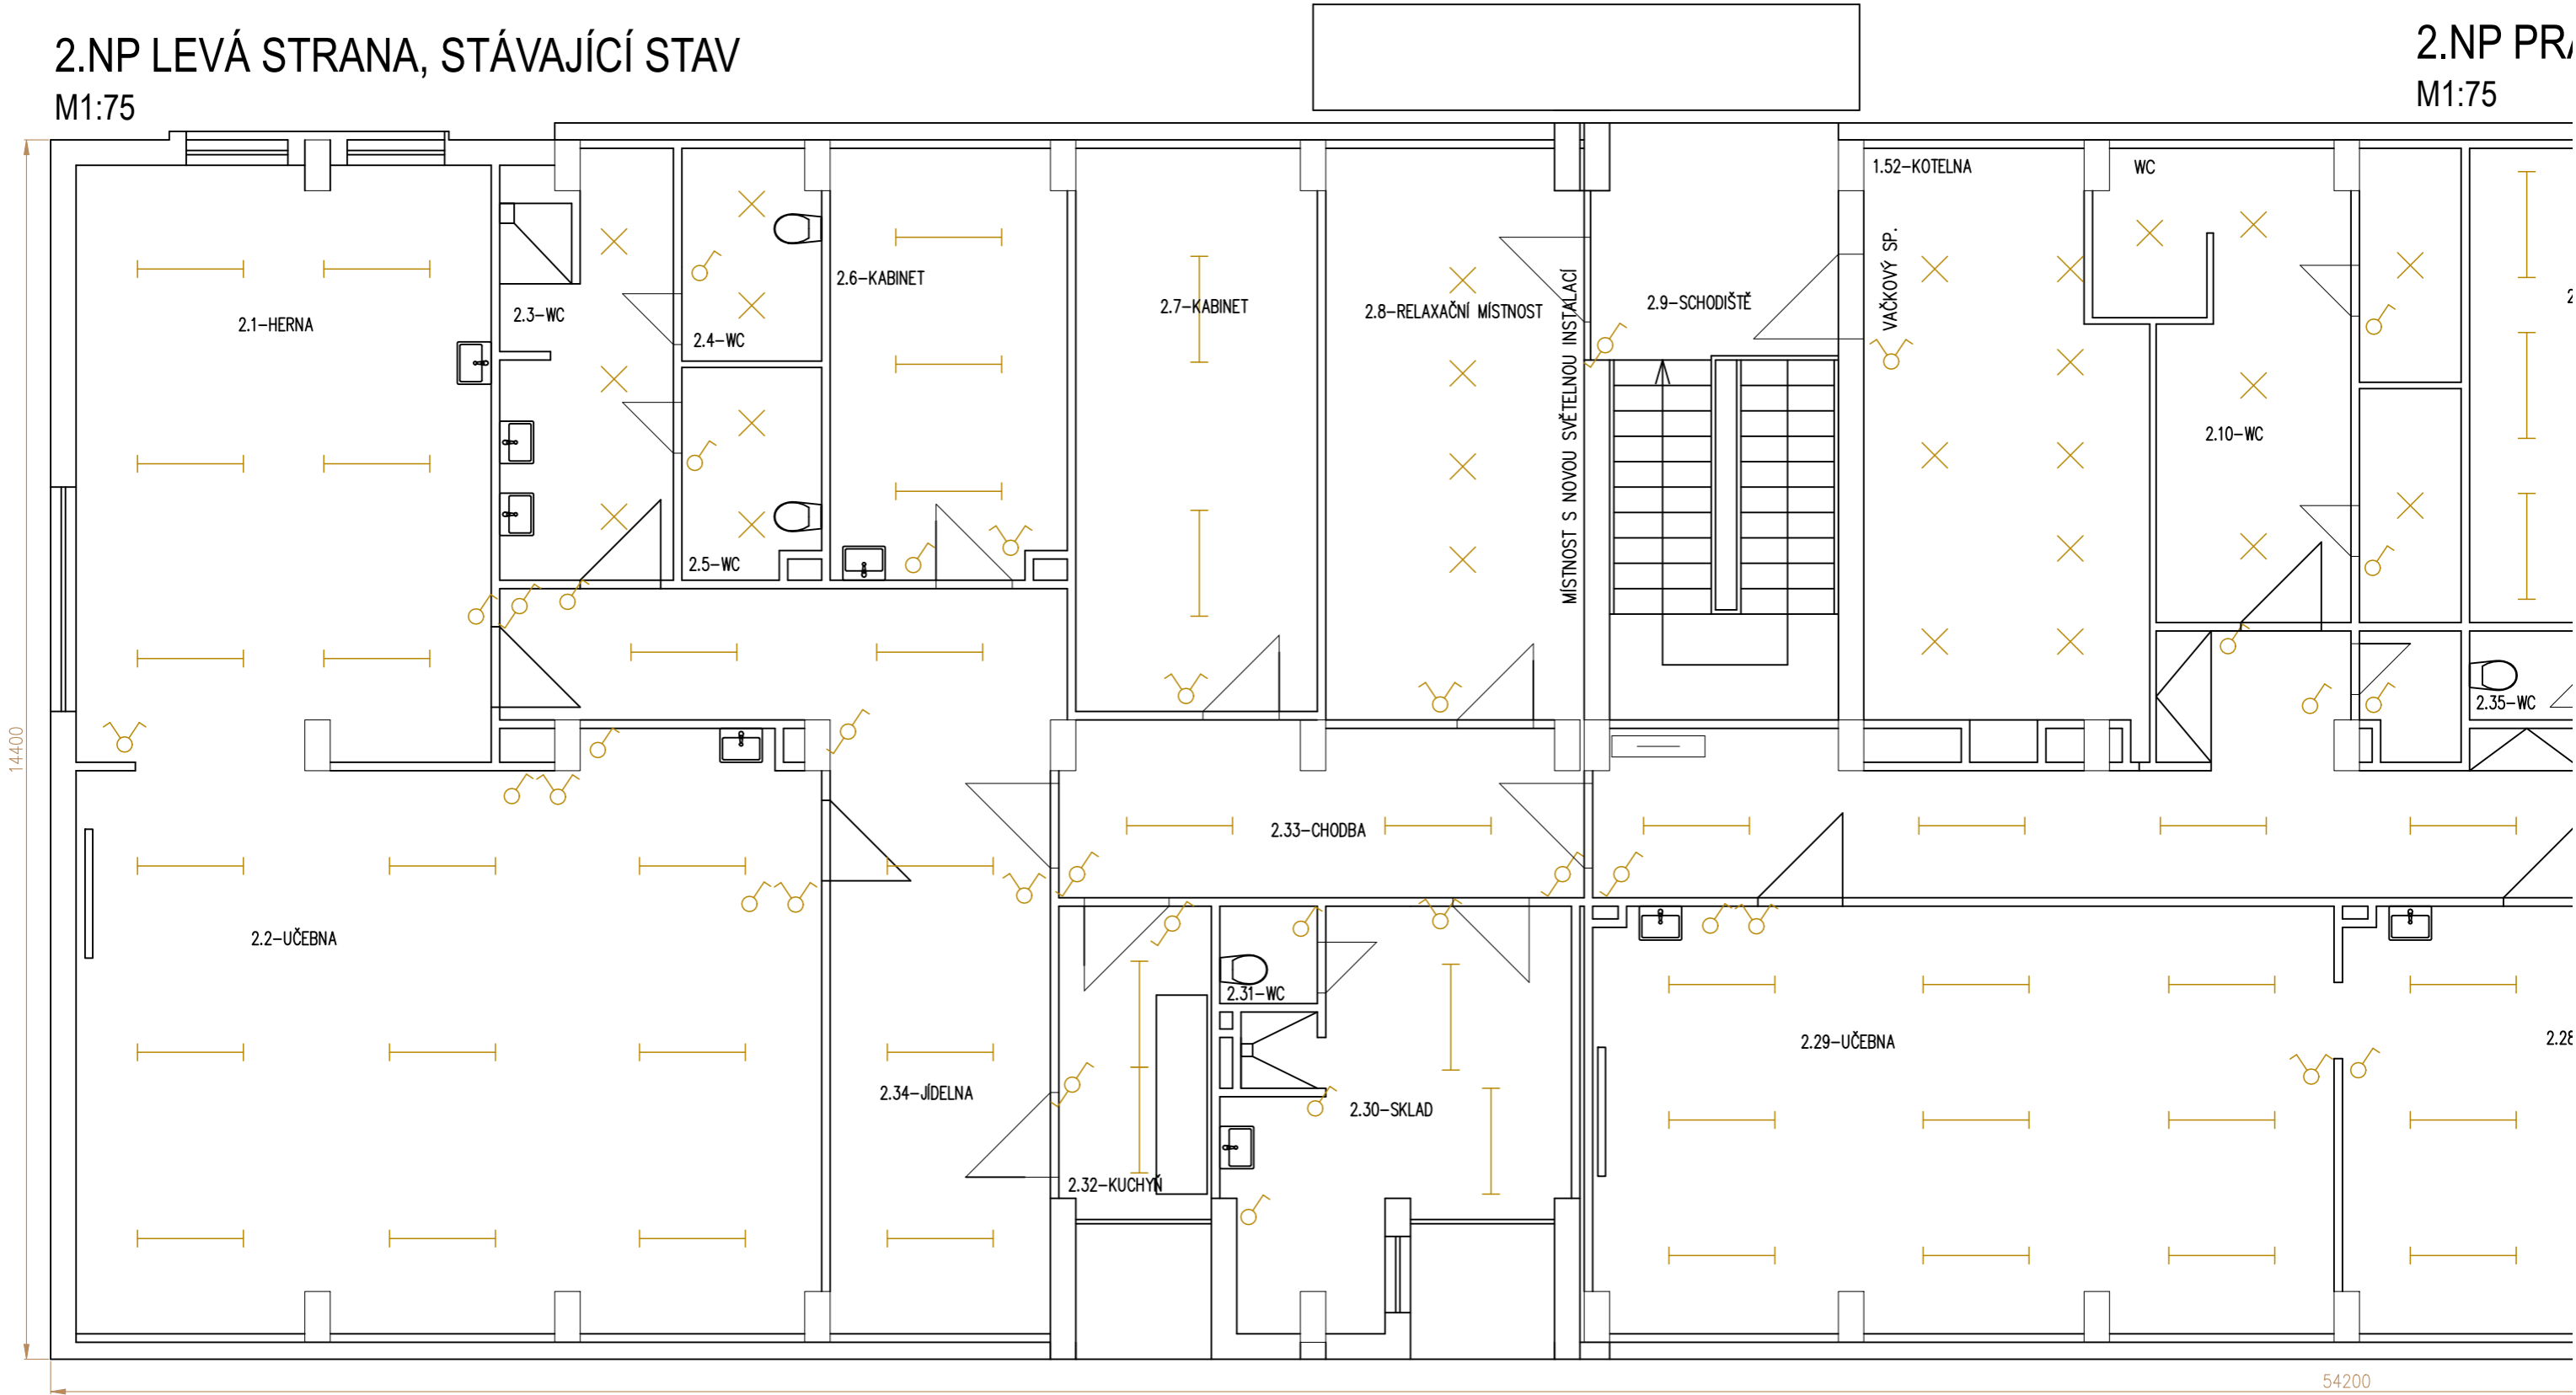 2.NP LEVÁ STRANA, STÁVAJÍCÍ STAV
M1:75
2.NP PRA
M1:75
1.52-KOTELNA
WC
VAČKOVÝ SP.
2.6-KABINET
2.7-KABINET
2.8-RELAXAČNÍ MÍSTNOST
MÍSTNOST S NOVOU SVĚTELNOU INSTALACÍ
2.9-SCHODIŠTĚ
2.1-HERNA
2.3-WC
2.4-WC
2.10-WC
2.5-WC
2.35-WC
14400
2.33-CHODBA
2.2-UČEBNA
2.31-WC
2.29-UČEBNA
2.28
2.34-JÍDELNA
2.30-SKLAD
2.32-KUCHYŇ
54200